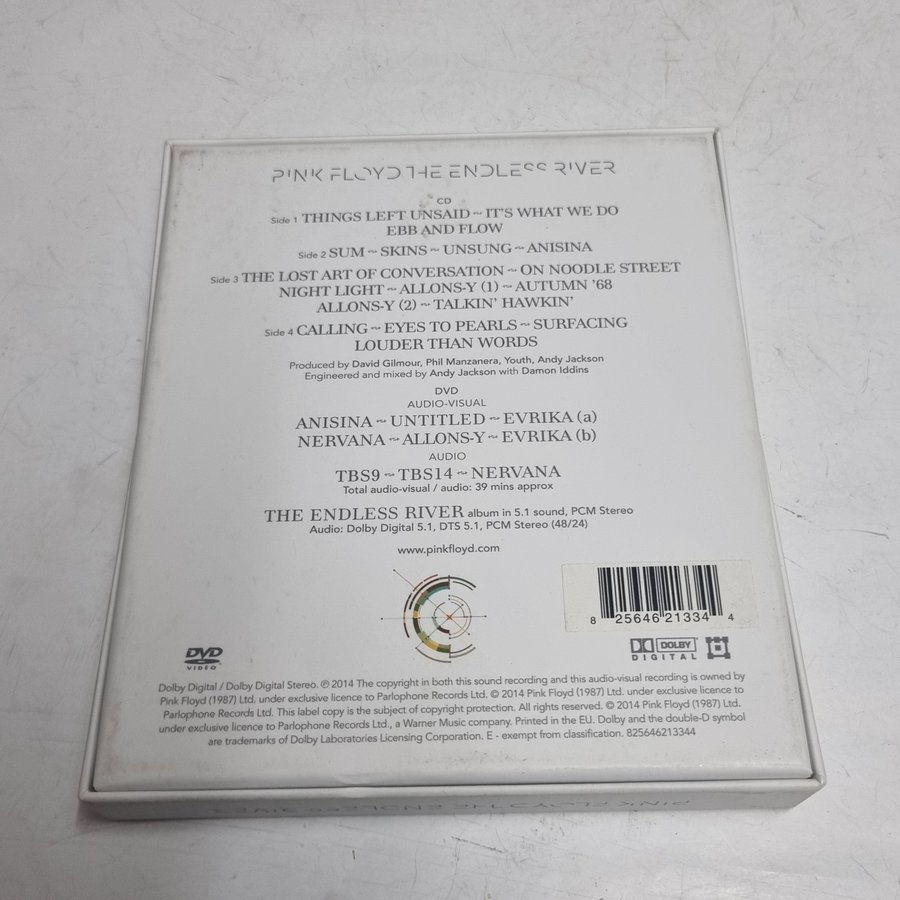 PINK FLOYD THE ENDLESS RIVER
CD
Side 1 THINGS LEFT UNSAID ~ IT'S WHAT WE DO
EBB AND FLOW
Side 2 SUM ~ SKINS ~ UNSUNG ~ ANISINA
Side 3 THE LOST ART OF CONVERSATION ~ ON NOODLE STREET
NIGHT LIGHT ~ ALLONS-Y (1) ~ AUTUMN '68
ALLONS-Y (2) ~ TALKIN' HAWKIN'
Side 4 CALLING ~ EYES TO PEARLS ~ SURFACING
LOUDER THAN WORDS
Produced by David Gilmour, Phil Manzanera, Youth, Andy Jackson
Engineered and mixed by Andy Jackson with Damon Iddins
DVD
AUDIO-VISUAL
ANISINA ~ UNTITLED ~ EVRIKA (a)
NERVANA ~ ALLONS-Y ~ EVRIKA (b)
AUDIO
TBS9 ~ TBS14 ~ NERVANA
Total audio-visual / audio: 39 mins approx
THE ENDLESS RIVER album in 5.1 sound, PCM Stereo
Audio: Dolby Digital 5.1, DTS 5.1, PCM Stereo (48/24)
www.pinkfloyd.com
8 25646 21334 4
DVD
VIDEO
DOLBY
DIGITAL
Dolby Digital / Dolby Digital Stereo. ℗ 2014 The copyright in both this sound recording and this audio-visual recording is owned by
Pink Floyd (1987) Ltd. under exclusive licence to Parlophone Records Ltd. © 2014 Pink Floyd (1987) Ltd. under exclusive licence to
Parlophone Records Ltd. This label copy is the subject of copyright protection. All rights reserved. © 2014 Pink Floyd (1987) Ltd.
under exclusive licence to Parlophone Records Ltd., a Warner Music company. Printed in the EU. Dolby and the double-D symbol
are trademarks of Dolby Laboratories Licensing Corporation. E - exempt from classification. 825646213344
PINK FLOYD THE ENDLESS RIVER